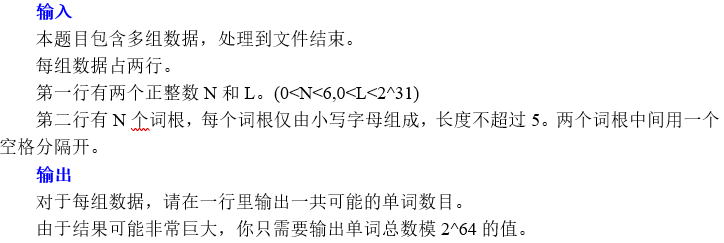 输入
本题目包含多组数据，处理到文件结束。
每组数据占两行。
第一行有两个正整数 N 和 L。(0<N<6,0<L<2^31)
第二行有 N 个词根，每个词根仅由小写字母组成，长度不超过 5。两个词根中间用一个
空格分隔开。
输出
对于每组数据，请在一行里输出一共可能的单词数目。
由于结果可能非常巨大，你只需要输出单词总数模 2^64 的值。